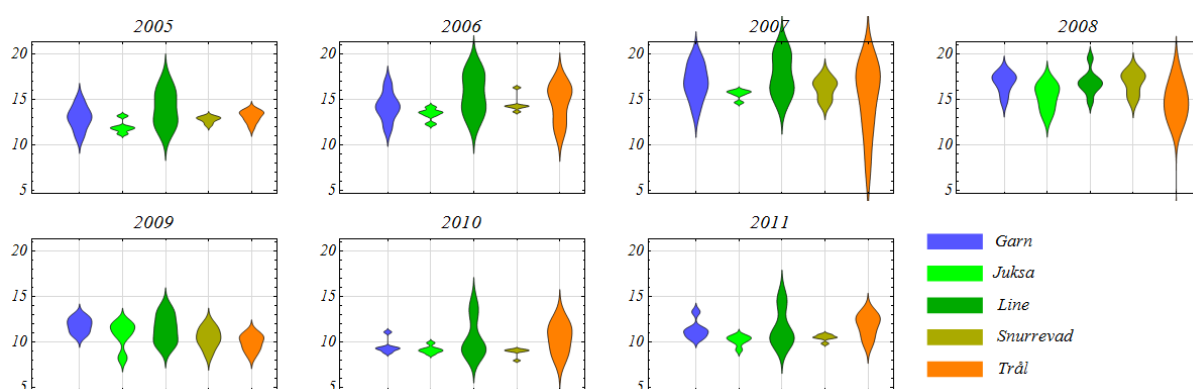 2005 2006 2007 2008
20 20 20 20
15 15 15 15
10 10 10 10
5 5 5 5
2009 2010 2011
20 20 20 Garn
Juksa
15 15 15 Line
10 10 10 Snurrevad
Trål
5 5 5